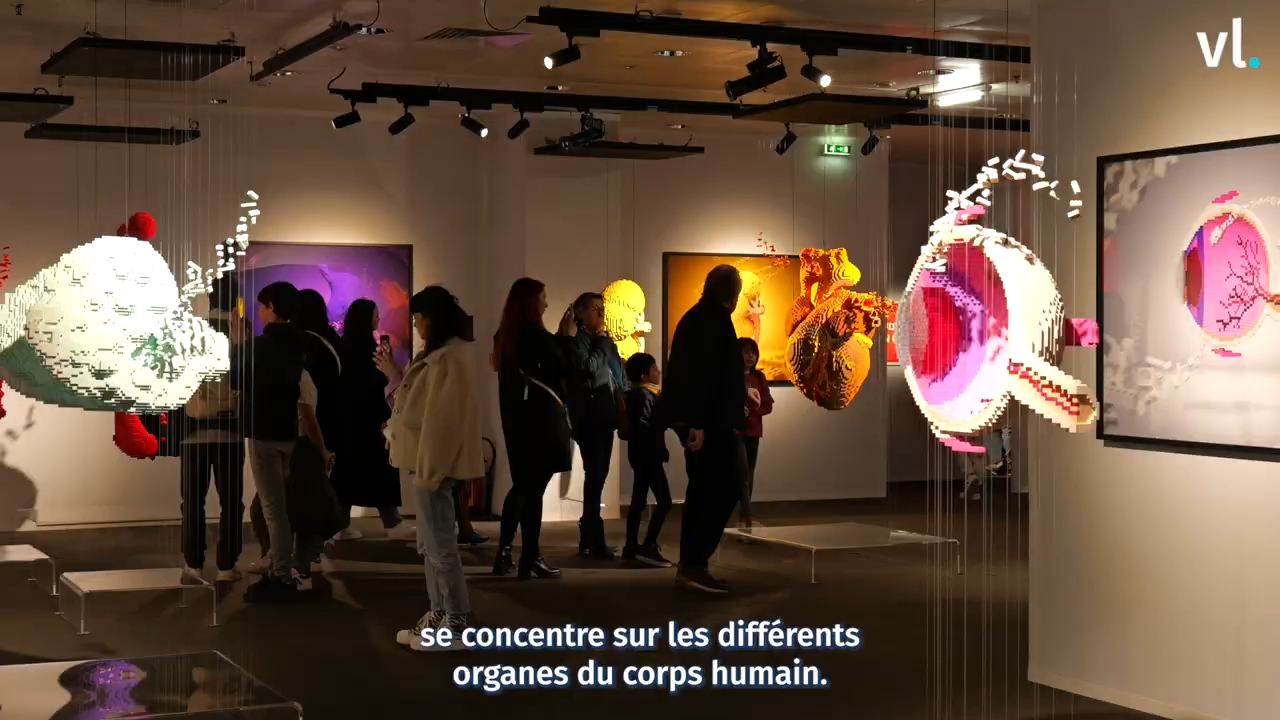 vl.
se concentre sur les différents
organes du corps humain.